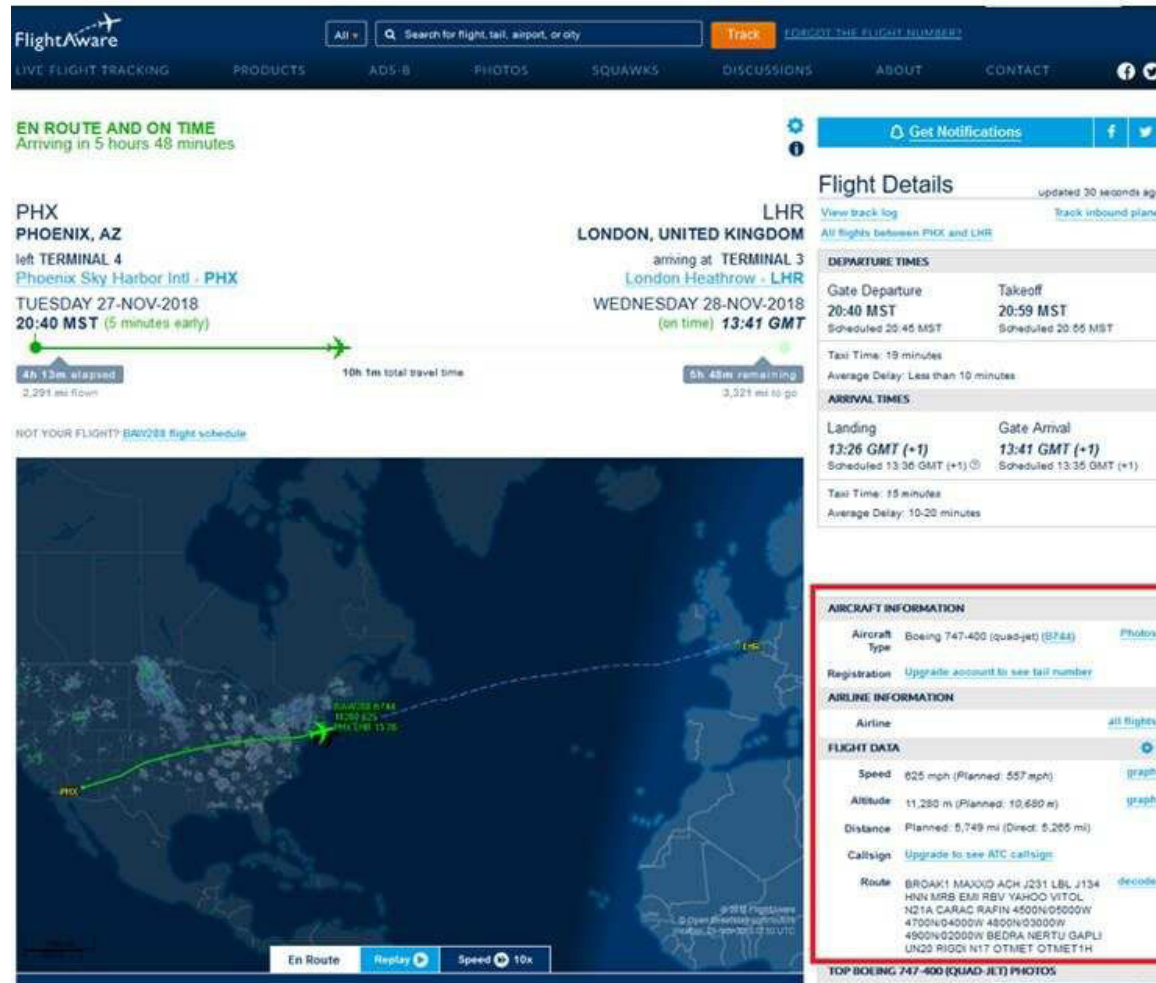 FlightAware
All
Search for flight, tail, airport, or city
Track
FORGOT THE FLIGHT NUMBER?
LIVE FLIGHT TRACKING PRODUCTS ADS-B PHOTOS SQUAWKS DISCUSSIONS ABOUT CONTACT
EN ROUTE AND ON TIME
Arriving in 5 hours 48 minutes
PHX
PHOENIX, AZ
left TERMINAL 4
Phoenix Sky Harbor Intl - PHX
TUESDAY 27-NOV-2018
20:40 MST (5 minutes early)
LHR
LONDON, UNITED KINGDOM
arriving at TERMINAL 3
London Heathrow - LHR
WEDNESDAY 28-NOV-2018
(on time) 13:41 GMT
4h 13m elapsed
10h 1m total travel time
5h 48m remaining
2,291 mi flown
3,321 mi to go
NOT YOUR FLIGHT? BAW288 flight schedule
LHR
PHX
BAW288 B744
11280 625
PHX LHR
En Route
Replay
Speed 10x
Get Notifications
Flight Details
updated 30 seconds ag
View track log
Track inbound plane
All flights between PHX and LHR
DEPARTURE TIMES
Gate Departure Takeoff
20:40 MST 20:59 MST
Scheduled 20:45 MST Scheduled 20:55 MST
Taxi Time: 19 minutes
Average Delay: Less than 10 minutes
ARRIVAL TIMES
Landing Gate Arrival
13:26 GMT (+1) 13:41 GMT (+1)
Scheduled 13:36 GMT (+1) Scheduled 13:35 GMT (+1)
Taxi Time: 15 minutes
Average Delay: 10-20 minutes
AIRCRAFT INFORMATION
Aircraft Type Boeing 747-400 (quad-jet) (B744) Photos
Registration Upgrade account to see tail number
AIRLINE INFORMATION
Airline all flights
FLIGHT DATA
Speed 625 mph (Planned: 557 mph) graph
Altitude 11,280 m (Planned: 10,680 m) graph
Distance Planned: 5,749 mi (Direct: 5,265 mi)
Callsign Upgrade to see ATC callsign
Route BROAK1 MAXXO ACH J231 LBL J134 decode
HNN MRB EMI RBV YAHOO VITOL
N21A CARAC RAFIN 4500N/05000W
4700N/04000W 4800N/03000W
4900N/02000W BEDRA NERTU GAPLI
UN20 RIGDI N17 OTMET OTMET1H
TOP BOEING 747-400 (QUAD-JET) PHOTOS